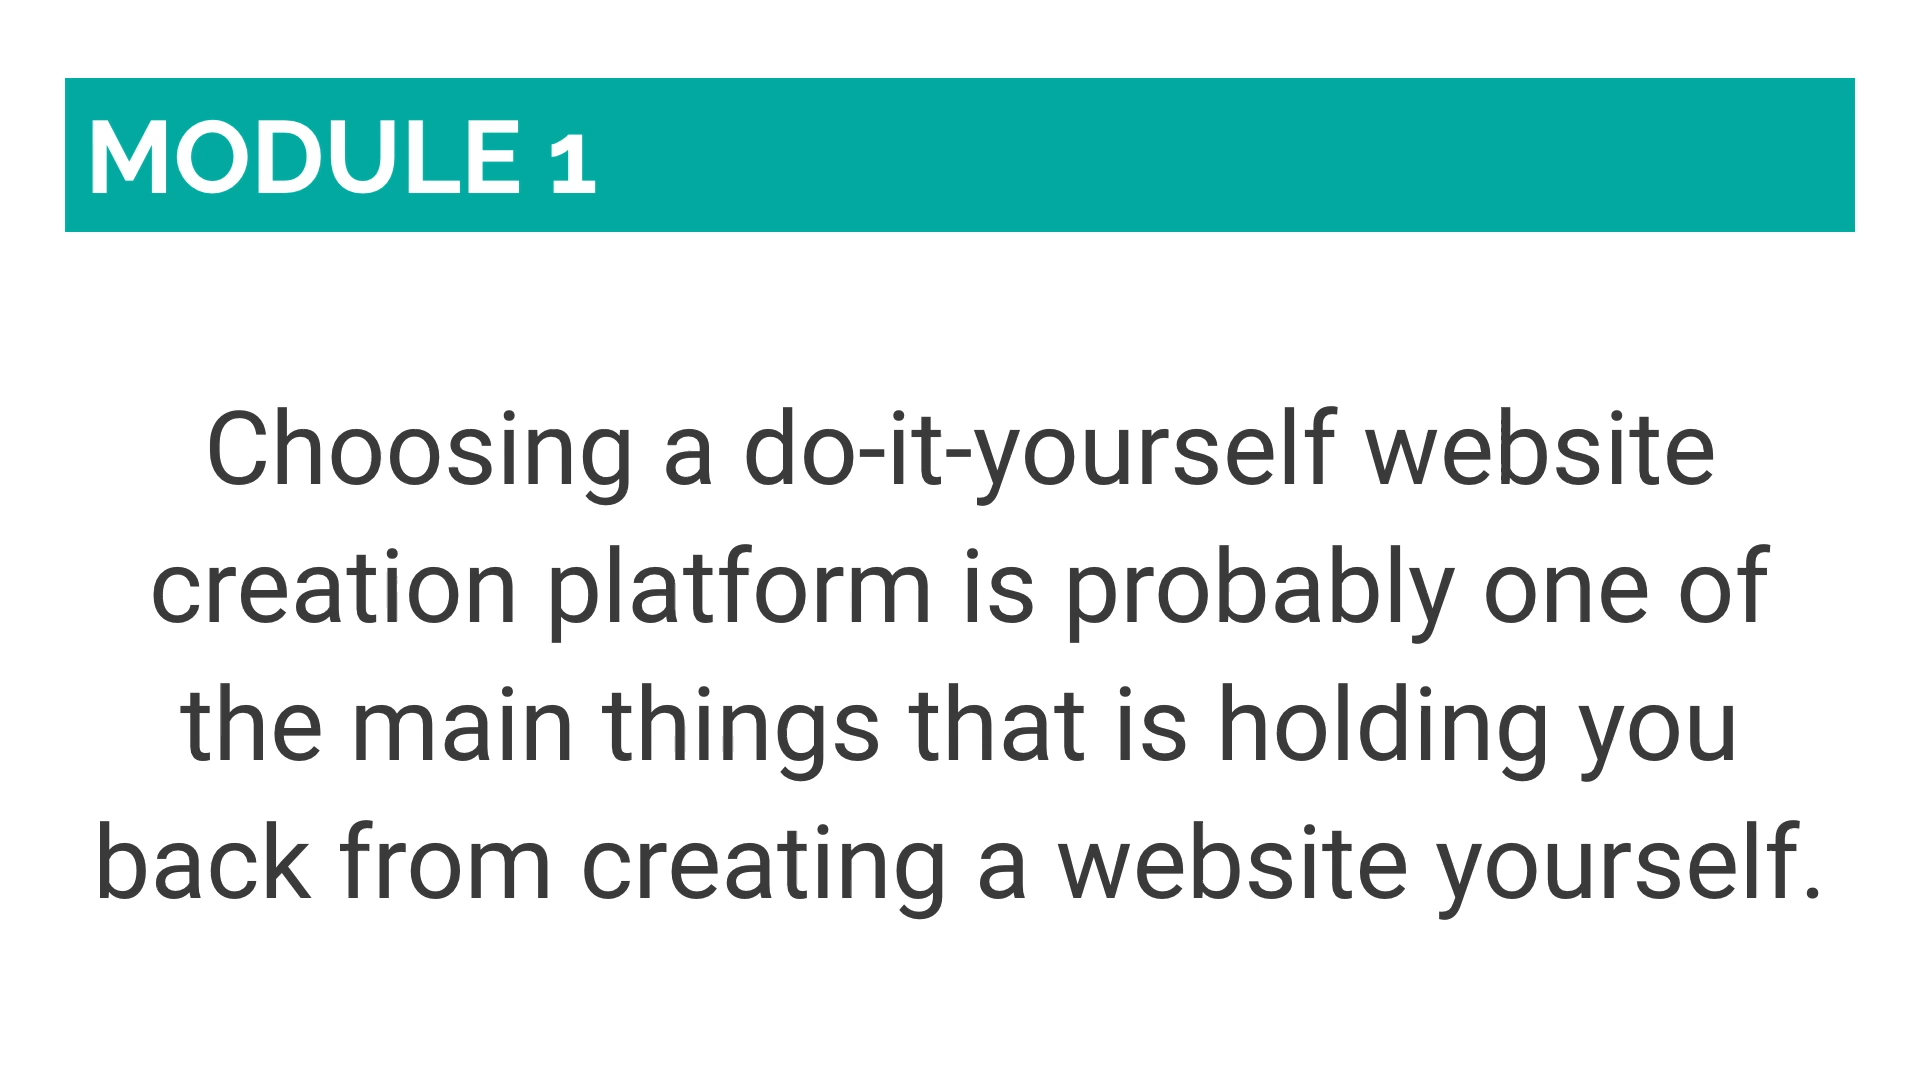 MODULE 1
Choosing a do-it-yourself website
creation platform is probably one of
the main things that is holding you
back from creating a website yourself.